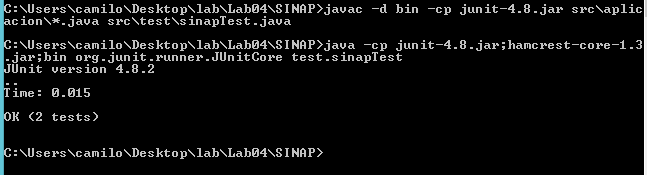 C:\Users\camilo\Desktop\lab\Lab04\SINAP>javac -d bin -cp junit-4.8.jar src\aplic
acion\*.java src\test\sinapTest.java
C:\Users\camilo\Desktop\lab\Lab04\SINAP>java -cp junit-4.8.jar;hamcrest-core-1.3
.jar;bin org.junit.runner.JUnitCore test.sinapTest
JUnit version 4.8.2
..
Time: 0.015
OK (2 tests)
C:\Users\camilo\Desktop\lab\Lab04\SINAP>